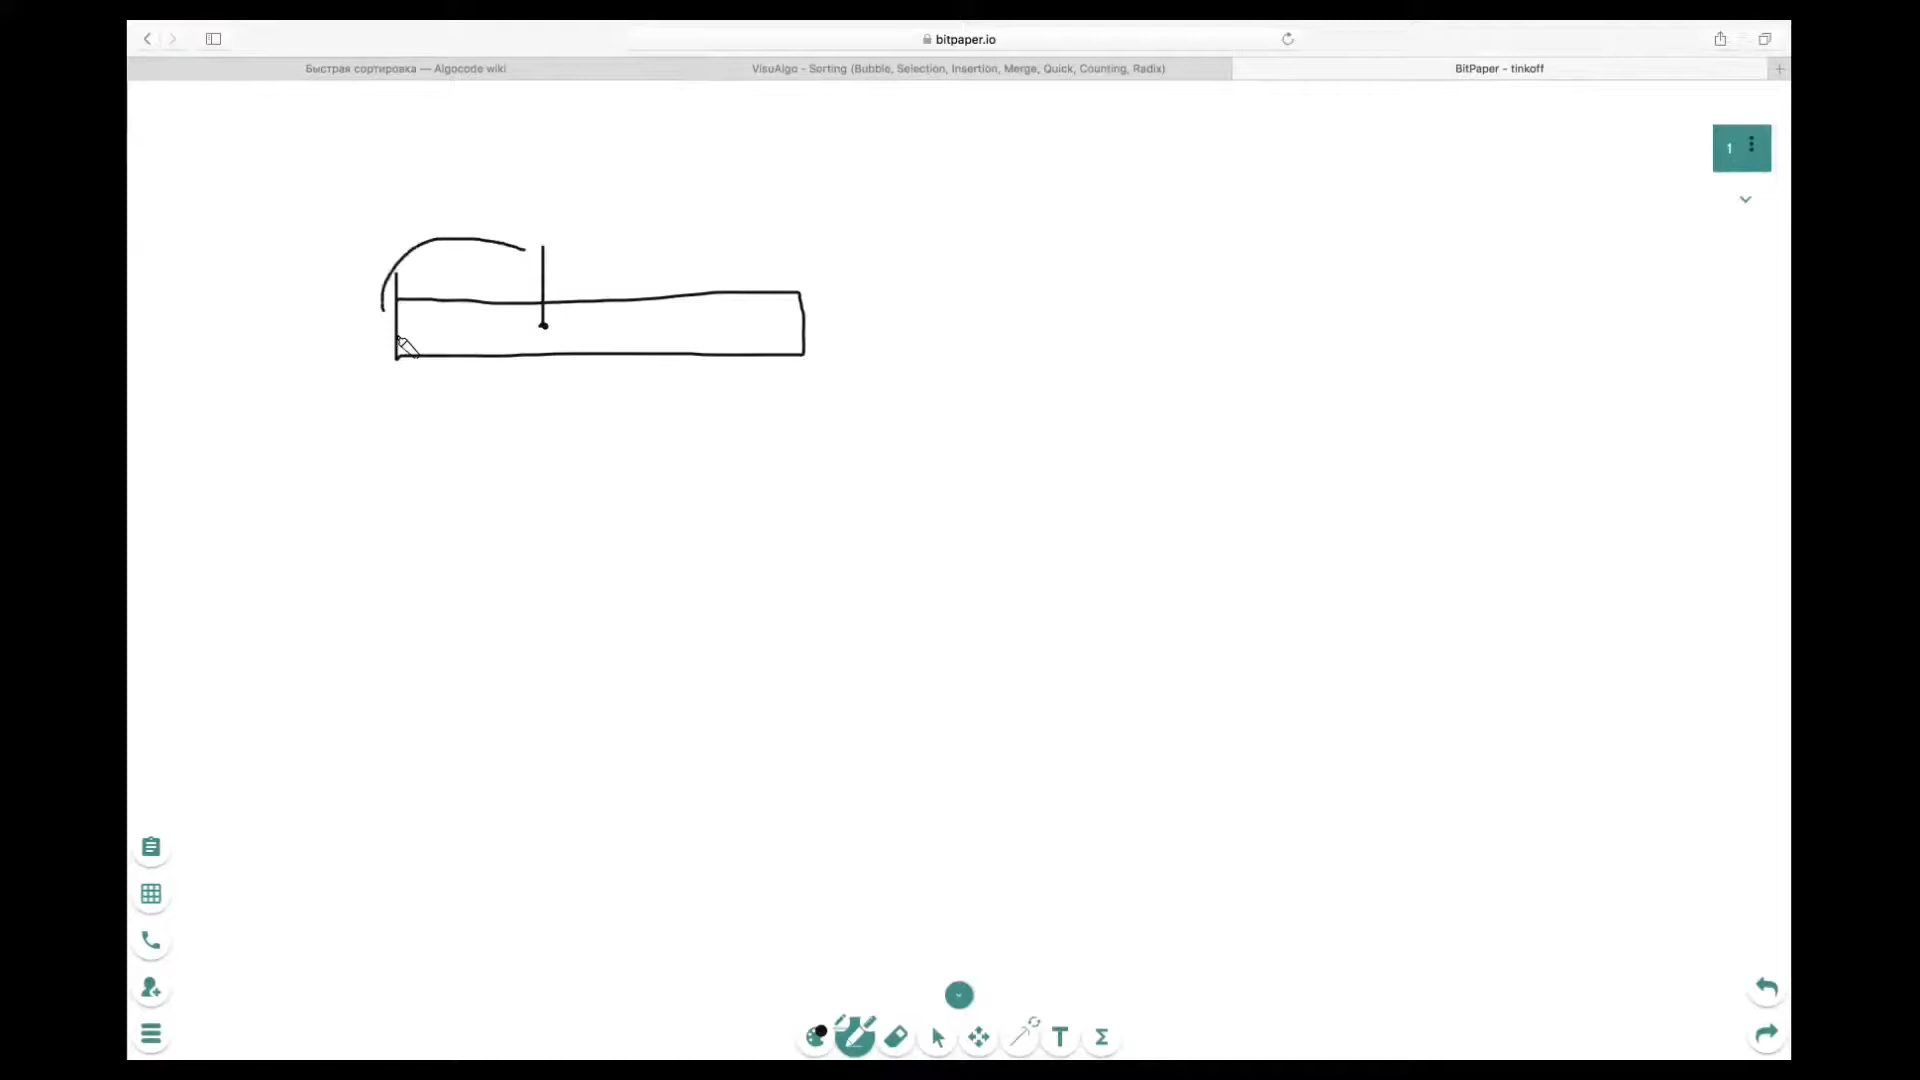 bitpaper.io
Быстрая сортировка — Algocode wiki
VisuAlgo - Sorting (Bubble, Selection, Insertion, Merge, Quick, Counting, Radix)
BitPaper - tinkoff
1
T
Σ